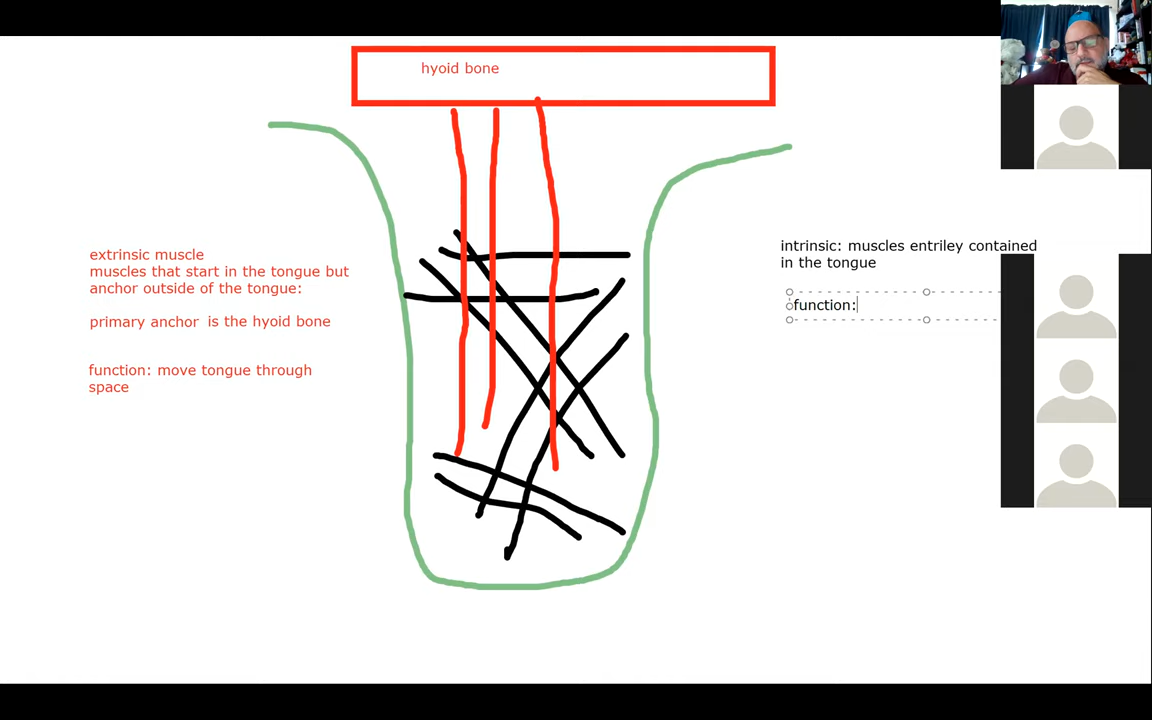 hyoid bone
extrinsic muscle
muscles that start in the tongue but
anchor outside of the tongue:
primary anchor is the hyoid bone
function: move tongue through
space
intrinsic: muscles entriley contained
in the tongue
function: